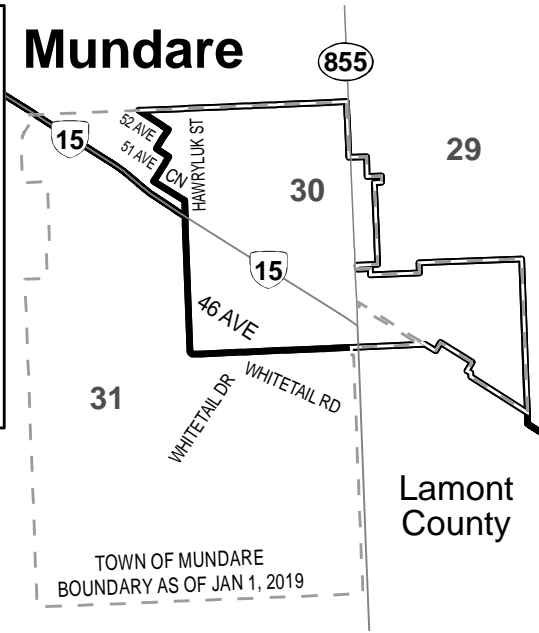 Mundare
855
52 AVE
15
51 AVE
CN
HAWRYLUK ST
29
30
15
46 AVE
31
WHITETAIL DR
WHITETAIL RD
Lamont
County
TOWN OF MUNDARE
BOUNDARY AS OF JAN 1, 2019